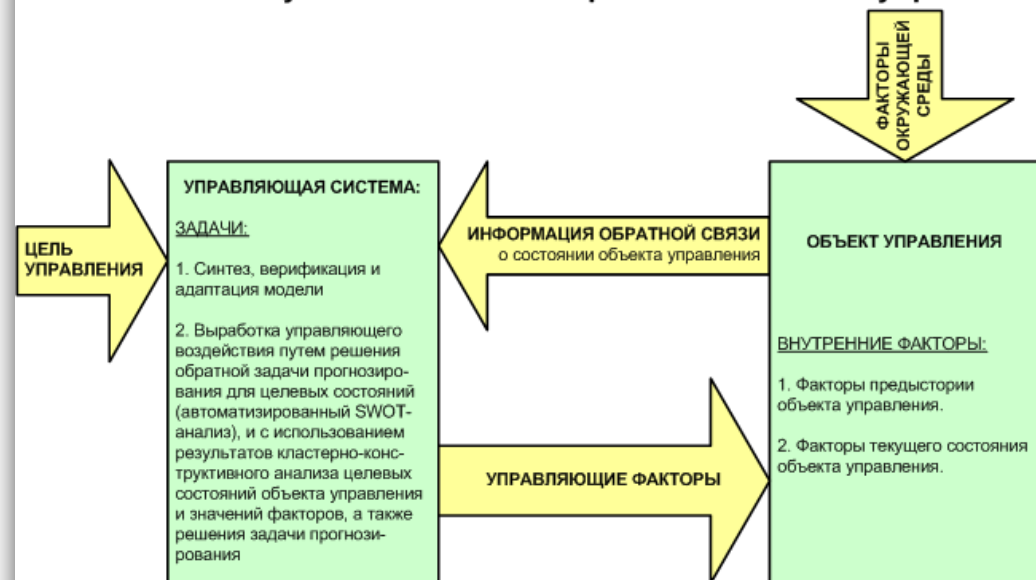 ФАКТОРЫ
ОКРУЖАЮЩЕЙ
СРЕДЫ
ЦЕЛЬ
УПРАВЛЕНИЯ
УПРАВЛЯЮЩАЯ СИСТЕМА:
ЗАДАЧИ:
1. Синтез, верификация и
адаптация модели
2. Выработка управляющего
воздействия путем решения
обратной задачи прогнозиро-
вания для целевых состояний
(автоматизированный SWOT-
анализ), и с использованием
результатов кластерно-конс-
труктивного анализа целевых
состояний объекта управления
и значений факторов, а также
решения задачи прогнози-
рования
ИНФОРМАЦИЯ ОБРАТНОЙ СВЯЗИ
о состоянии объекта управления
УПРАВЛЯЮЩИЕ ФАКТОРЫ
ОБЪЕКТ УПРАВЛЕНИЯ
ВНУТРЕННИЕ ФАКТОРЫ:
1. Факторы предыстории
объекта управления.
2. Факторы текущего состояния
объекта управления.